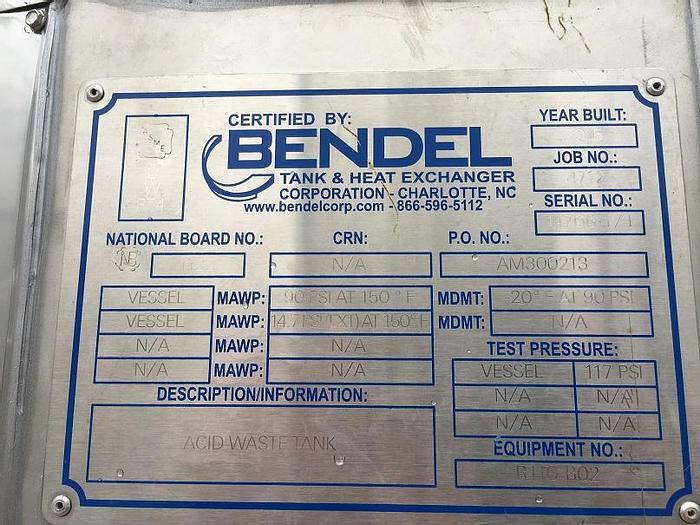 CERTIFIED BY:
BENDEL
TANK & HEAT EXCHANGER
CORPORATION - CHARLOTTE, NC
www.bendelcorp.com - 866-596-5112
YEAR BUILT:
JOB NO.:
SERIAL NO.:
NATIONAL BOARD NO.: CRN: P.O. NO.:
NB N/A AM300213
VESSEL MAWP: 90 PSI AT 150°F MDMT: -20°F AT 90 PSI
VESSEL MAWP: 14.7 PSI(EXT) AT 150°F MDMT: N/A
N/A MAWP: N/A
N/A MAWP: N/A
TEST PRESSURE:
VESSEL 117 PSI
N/A N/A
N/A N/A
DESCRIPTION/INFORMATION:
ACID WASTE TANK
EQUIPMENT NO.: